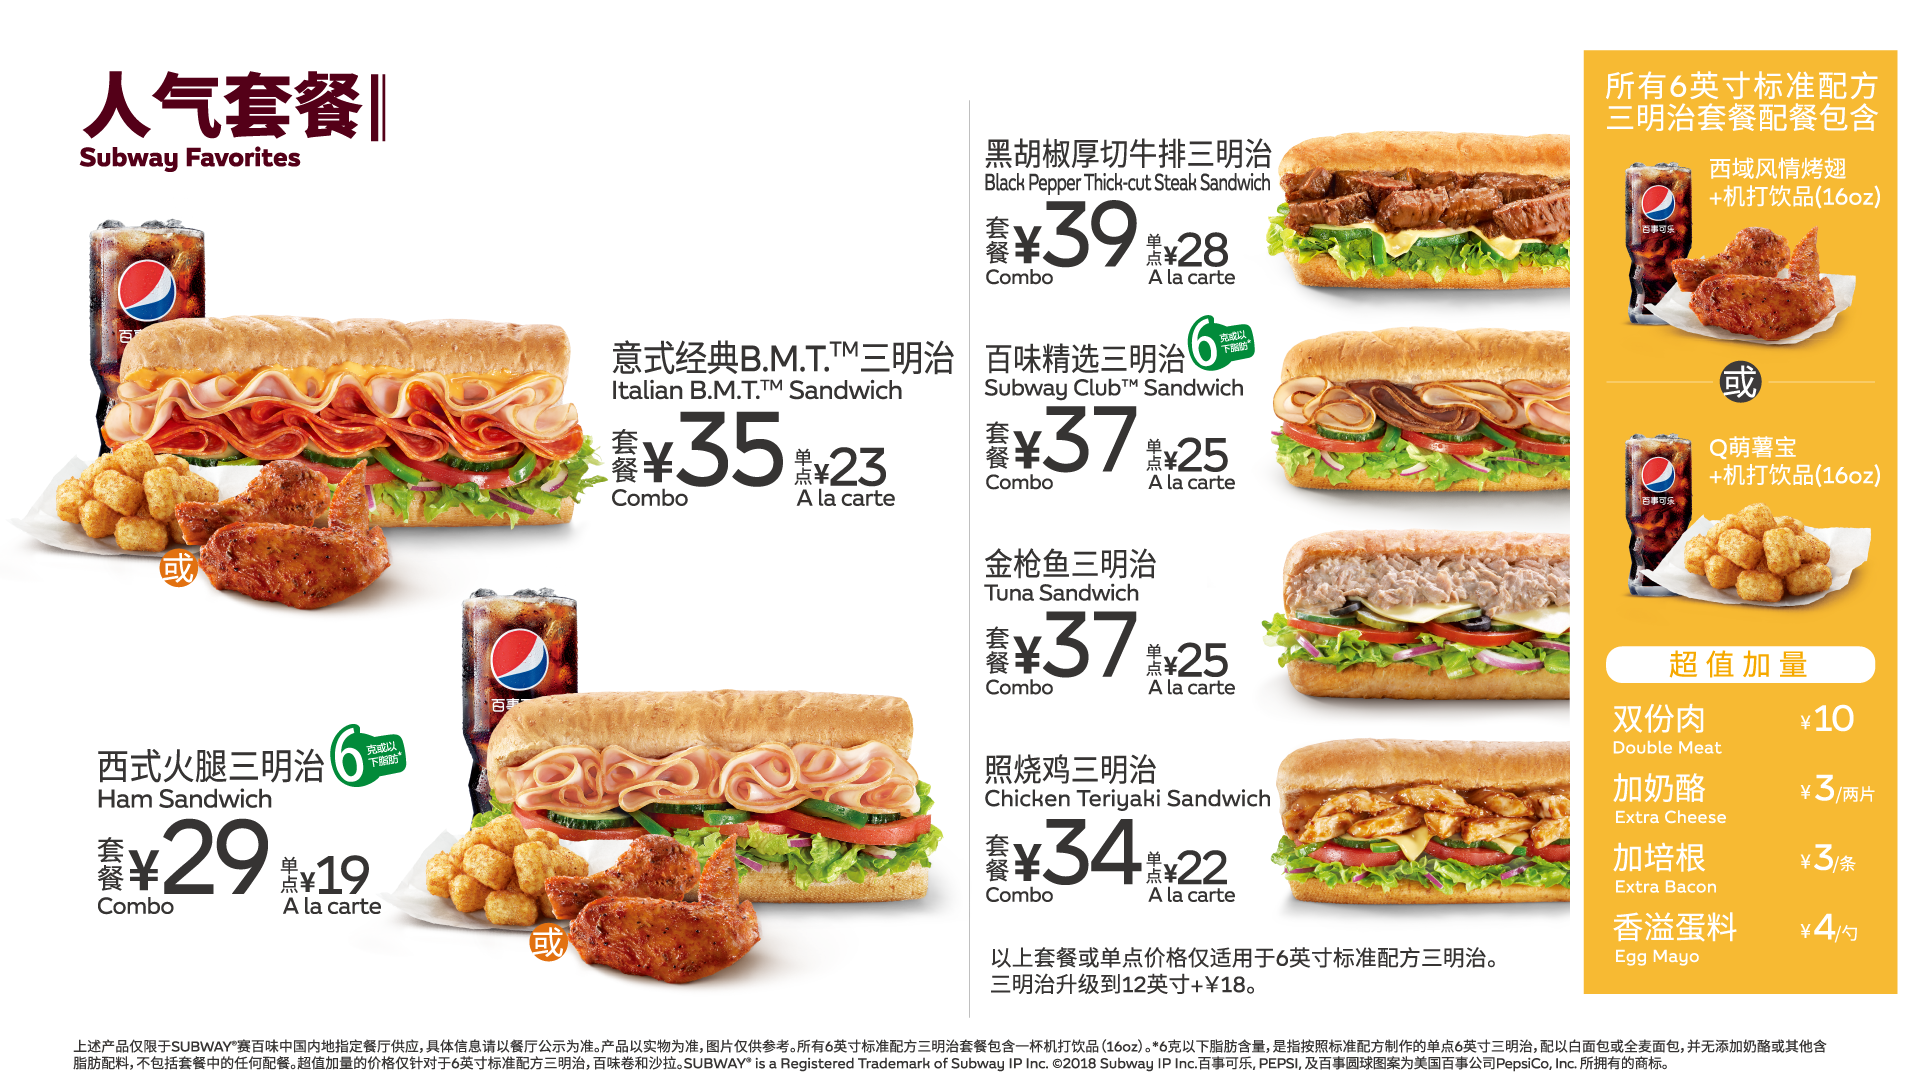 人气套餐
Subway Favorites
百事
意式经典B.M.T.™三明治
Italian B.M.T.™ Sandwich
套餐 ¥35 单点 ¥23
Combo A la carte
或
西式火腿三明治 6克或以下脂肪*
Ham Sandwich
套餐 ¥29 单点 ¥19
Combo A la carte
百事
或
黑胡椒厚切牛排三明治
Black Pepper Thick-cut Steak Sandwich
套餐 ¥39 单点 ¥28
Combo A la carte
百味精选三明治 6克或以下脂肪*
Subway Club™ Sandwich
套餐 ¥37 单点 ¥25
Combo A la carte
金枪鱼三明治
Tuna Sandwich
套餐 ¥37 单点 ¥25
Combo A la carte
照烧鸡三明治
Chicken Teriyaki Sandwich
套餐 ¥34 单点 ¥22
Combo A la carte
以上套餐或单点价格仅适用于6英寸标准配方三明治。
三明治升级到12英寸+¥18。
所有6英寸标准配方
三明治套餐配餐包含
西域风情烤翅
+机打饮品(16oz)
百事可乐
或
Q萌薯宝
+机打饮品(16oz)
百事可乐
超值加量
双份肉 ¥10
Double Meat
加奶酪 ¥3/两片
Extra Cheese
加培根 ¥3/条
Extra Bacon
香溢蛋料 ¥4/勺
Egg Mayo
上述产品仅限于SUBWAY®赛百味中国内地指定餐厅供应，具体信息请以餐厅公示为准。产品以实物为准，图片仅供参考。所有6英寸标准配方三明治套餐包含一杯机打饮品（16oz）。*6克以下脂肪含量，是指按照标准配方制作的单点6英寸三明治，配以白面包或全麦面包，并无添加奶酪或其他含
脂肪配料，不包括套餐中的任何配餐。超值加量的价格仅针对于6英寸标准配方三明治，百味卷和沙拉。SUBWAY® is a Registered Trademark of Subway IP Inc. ©2018 Subway IP Inc.百事可乐, PEPSI, 及百事圆球图案为美国百事公司PepsiCo, Inc. 所拥有的商标。